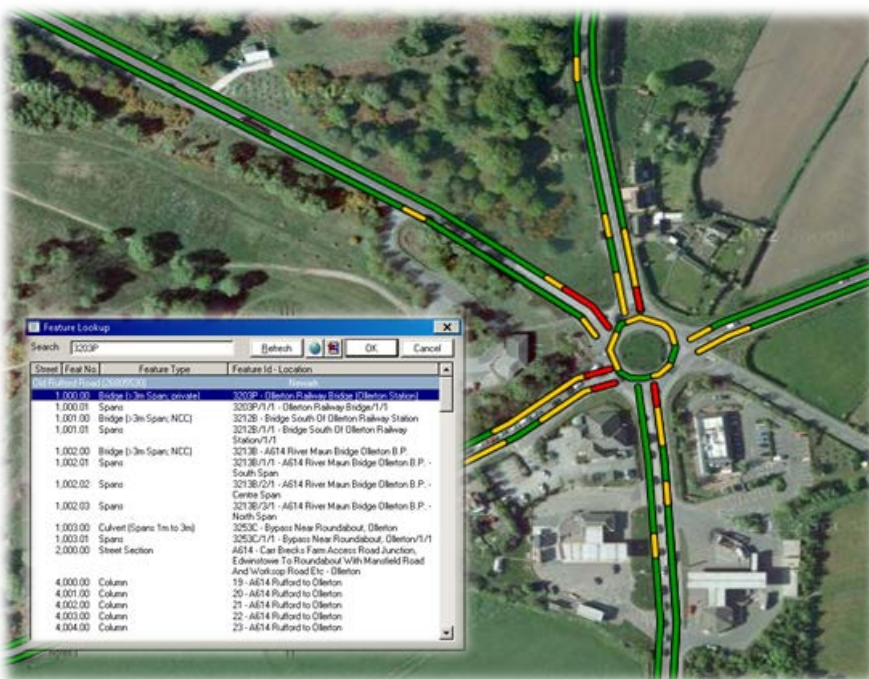 Feature Lookup
Search 3203P Refresh OK Cancel
Street Feat No. Feature Type Feature Id - Location
Old Rufford Road (26809530) Newark
1,000.00 Bridge (>3m Span; private) 3203P - Ollerton Railway Bridge (Ollerton Station)
1,000.01 Spans 3203P/1/1 - Ollerton Railway Bridge/1/1
1,001.00 Bridge (>3m Span; NCC) 3212B - Bridge South Of Ollerton Railway Station
1,001.01 Spans 3212B/1/1 - Bridge South Of Ollerton Railway
Station/1/1
1,002.00 Bridge (>3m Span; NCC) 3213B - A614 River Maun Bridge Ollerton B.P.
1,002.01 Spans 3213B/1/1 - A614 River Maun Bridge Ollerton B.P. -
South Span
1,002.02 Spans 3213B/2/1 - A614 River Maun Bridge Ollerton B.P. -
Centre Span
1,002.03 Spans 3213B/3/1 - A614 River Maun Bridge Ollerton B.P. -
North Span
1,003.00 Culvert (Spans 1m to 3m) 3253C - Bypass Near Roundabout, Ollerton
1,003.01 Spans 3253C/1/1 - Bypass Near Roundabout, Ollerton/1/1
2,000.00 Street Section A614 - Carr Brecks Farm Access Road Junction,
Edwinstowe To Roundabout With Mansfield Road
And Worksop Road Etc - Ollerton
4,000.00 Column 19 - A614 Rufford to Ollerton
4,001.00 Column 20 - A614 Rufford to Ollerton
4,002.00 Column 21 - A614 Rufford to Ollerton
4,003.00 Column 22 - A614 Rufford to Ollerton
4,004.00 Column 23 - A614 Rufford to Ollerton